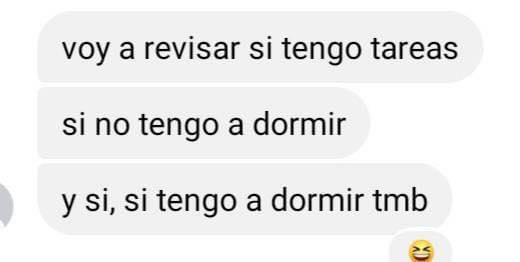 voy a revisar si tengo tareas
si no tengo a dormir
y si, si tengo a dormir tmb